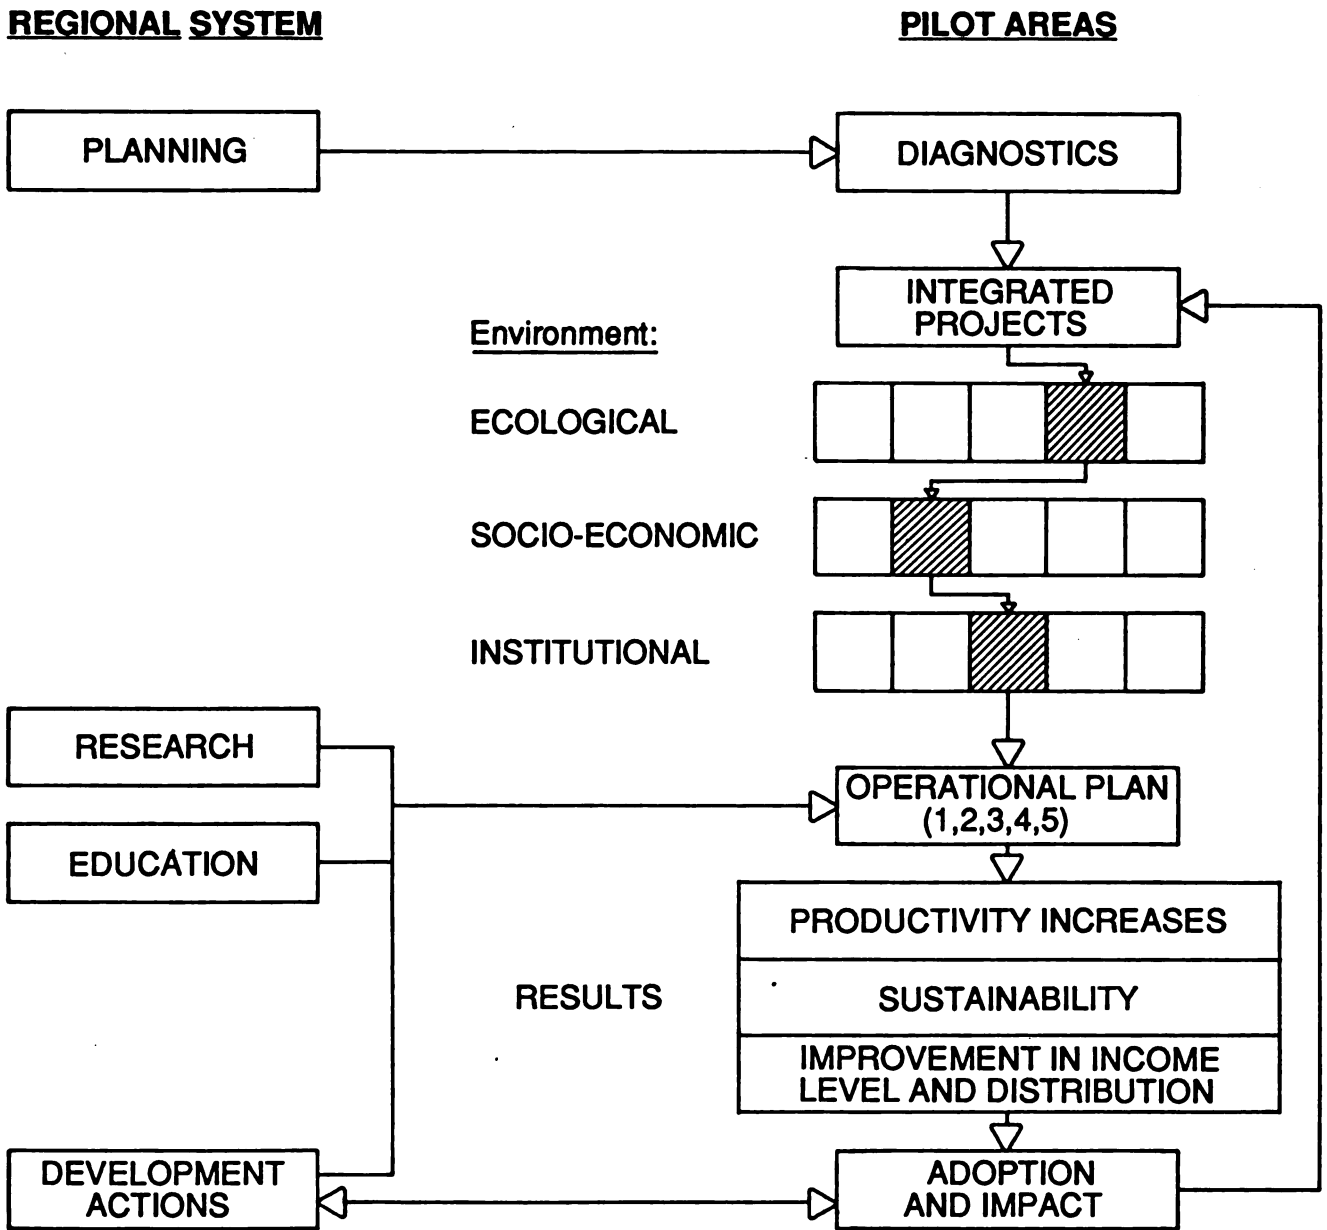 REGIONAL SYSTEM
PILOT AREAS
PLANNING
DIAGNOSTICS
INTEGRATED
PROJECTS
Environment:
ECOLOGICAL
SOCIO-ECONOMIC
INSTITUTIONAL
RESEARCH
OPERATIONAL PLAN
(1,2,3,4,5)
EDUCATION
PRODUCTIVITY INCREASES
RESULTS
SUSTAINABILITY
IMPROVEMENT IN INCOME
LEVEL AND DISTRIBUTION
DEVELOPMENT
ACTIONS
ADOPTION
AND IMPACT